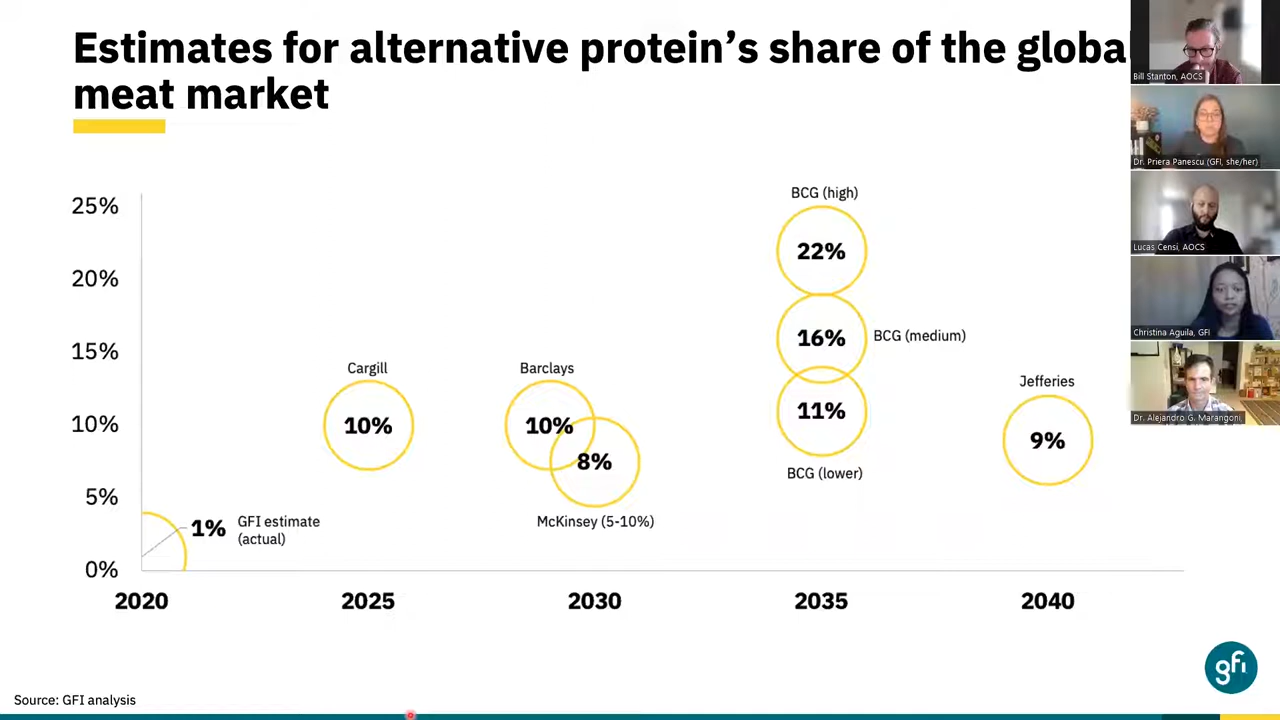 Estimates for alternative protein's share of the global
meat market
25%
20%
15%
10%
5%
0%
1%
GFI estimate
(actual)
Cargill
10%
Barclays
10%
8%
McKinsey (5-10%)
BCG (high)
22%
16%
BCG (medium)
11%
BCG (lower)
Jefferies
9%
2020
2025
2030
2035
2040
Source: GFI analysis
gfi
Bill Stanton, AOCS
Dr. Priera Panescu (GFI, she/her)
Lucas Censi, AOCS
Christina Aguila, GFI
Dr. Alejandro G. Marangoni